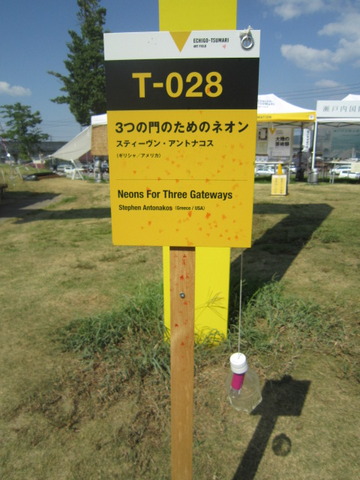 ECHIGO-TSUMARI
ART FIELD
T-028
3つの門のためのネオン
スティーヴン・アントナコス
(ギリシャ/アメリカ)
Neons For Three Gateways
Stephen Antonakos (Greece / USA)